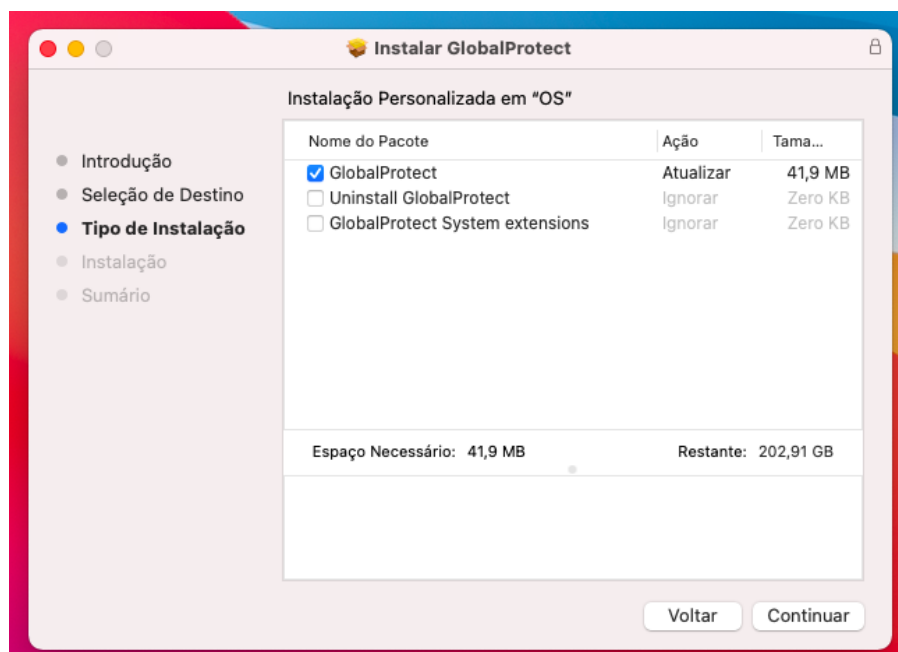 Instalar GlobalProtect
Instalação Personalizada em “OS”
Introdução
Seleção de Destino
Tipo de Instalação
Instalação
Sumário
Nome do Pacote Ação Tama...
GlobalProtect Atualizar 41,9 MB
Uninstall GlobalProtect Ignorar Zero KB
GlobalProtect System extensions Ignorar Zero KB
Espaço Necessário: 41,9 MB Restante: 202,91 GB
Voltar Continuar